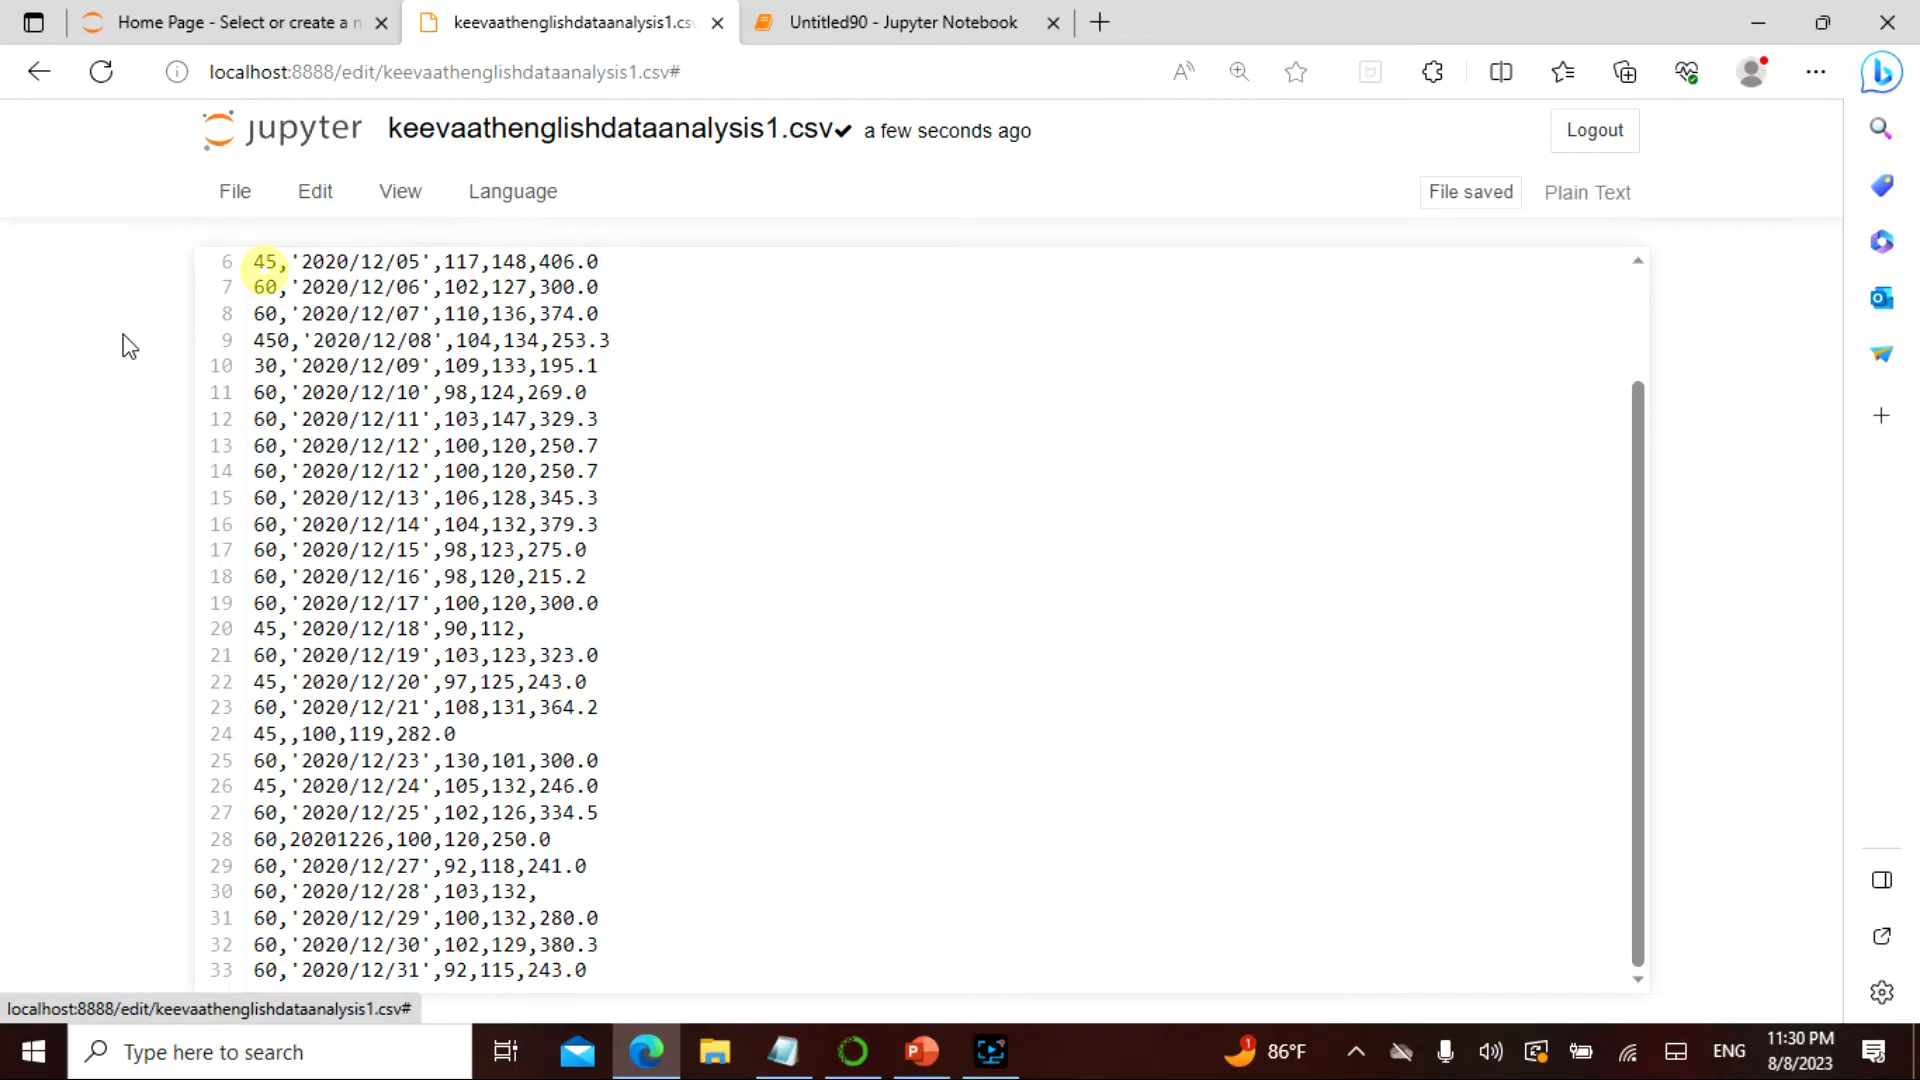 Home Page - Select or create a n
keevaathenglishdataanalysis1.cs
Untitled90 - Jupyter Notebook
localhost:8888/edit/keevaathenglishdataanalysis1.csv#
jupyter keevaathenglishdataanalysis1.csv✔ a few seconds ago
Logout
File Edit View Language
File saved Plain Text
6 45,'2020/12/05',117,148,406.0
7 60,'2020/12/06',102,127,300.0
8 60,'2020/12/07',110,136,374.0
9 450,'2020/12/08',104,134,253.3
10 30,'2020/12/09',109,133,195.1
11 60,'2020/12/10',98,124,269.0
12 60,'2020/12/11',103,147,329.3
13 60,'2020/12/12',100,120,250.7
14 60,'2020/12/12',100,120,250.7
15 60,'2020/12/13',106,128,345.3
16 60,'2020/12/14',104,132,379.3
17 60,'2020/12/15',98,123,275.0
18 60,'2020/12/16',98,120,215.2
19 60,'2020/12/17',100,120,300.0
20 45,'2020/12/18',90,112,
21 60,'2020/12/19',103,123,323.0
22 45,'2020/12/20',97,125,243.0
23 60,'2020/12/21',108,131,364.2
24 45,,100,119,282.0
25 60,'2020/12/23',130,101,300.0
26 45,'2020/12/24',105,132,246.0
27 60,'2020/12/25',102,126,334.5
28 60,20201226,100,120,250.0
29 60,'2020/12/27',92,118,241.0
30 60,'2020/12/28',103,132,
31 60,'2020/12/29',100,132,280.0
32 60,'2020/12/30',102,129,380.3
33 60,'2020/12/31',92,115,243.0
localhost:8888/edit/keevaathenglishdataanalysis1.csv#
Type here to search
1
86°F
ENG
11:30 PM
8/8/2023